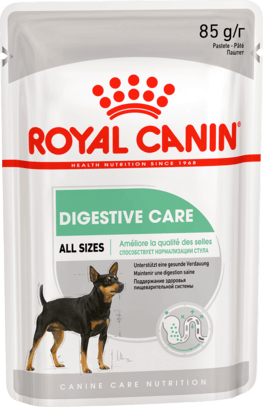 85 g/г
Pastete - Pâté
Паштет
ROYAL CANIN
HEALTH NUTRITION SINCE 1968
DIGESTIVE CARE
ALL SIZES
Améliore la qualité des selles
СПОСОБСТВУЕТ НОРМАЛИЗАЦИИ СТУЛА
Unterstützt eine gesunde Verdauung
Maintenir une digestion saine
Поддержание здоровья
пищеварительной системы
CANINE CARE NUTRITION